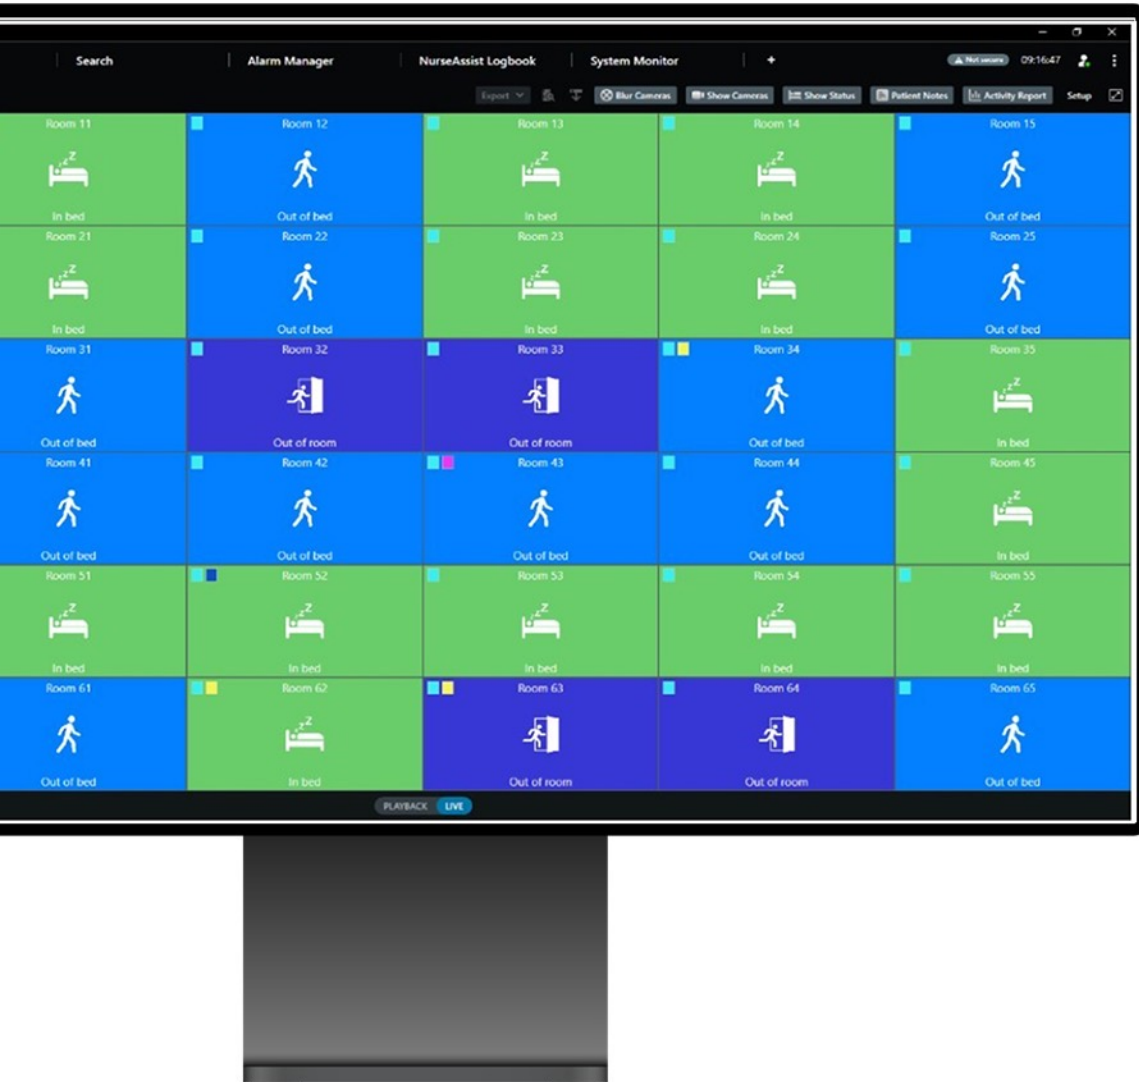 Search Alarm Manager NurseAssist Logbook System Monitor + Not secure 09:16:47
Export Blur Cameras Show Cameras Show Status Patient Notes Activity Report Setup
Room 11 Room 12 Room 13 Room 14 Room 15
In bed Out of bed In bed In bed Out of bed
Room 21 Room 22 Room 23 Room 24 Room 25
In bed Out of bed In bed In bed Out of bed
Room 31 Room 32 Room 33 Room 34 Room 35
Out of bed Out of room Out of room Out of bed In bed
Room 41 Room 42 Room 43 Room 44 Room 45
Out of bed Out of bed Out of bed Out of bed In bed
Room 51 Room 52 Room 53 Room 54 Room 55
In bed In bed In bed In bed In bed
Room 61 Room 62 Room 63 Room 64 Room 65
Out of bed In bed Out of room Out of room Out of bed
PLAYBACK LIVE